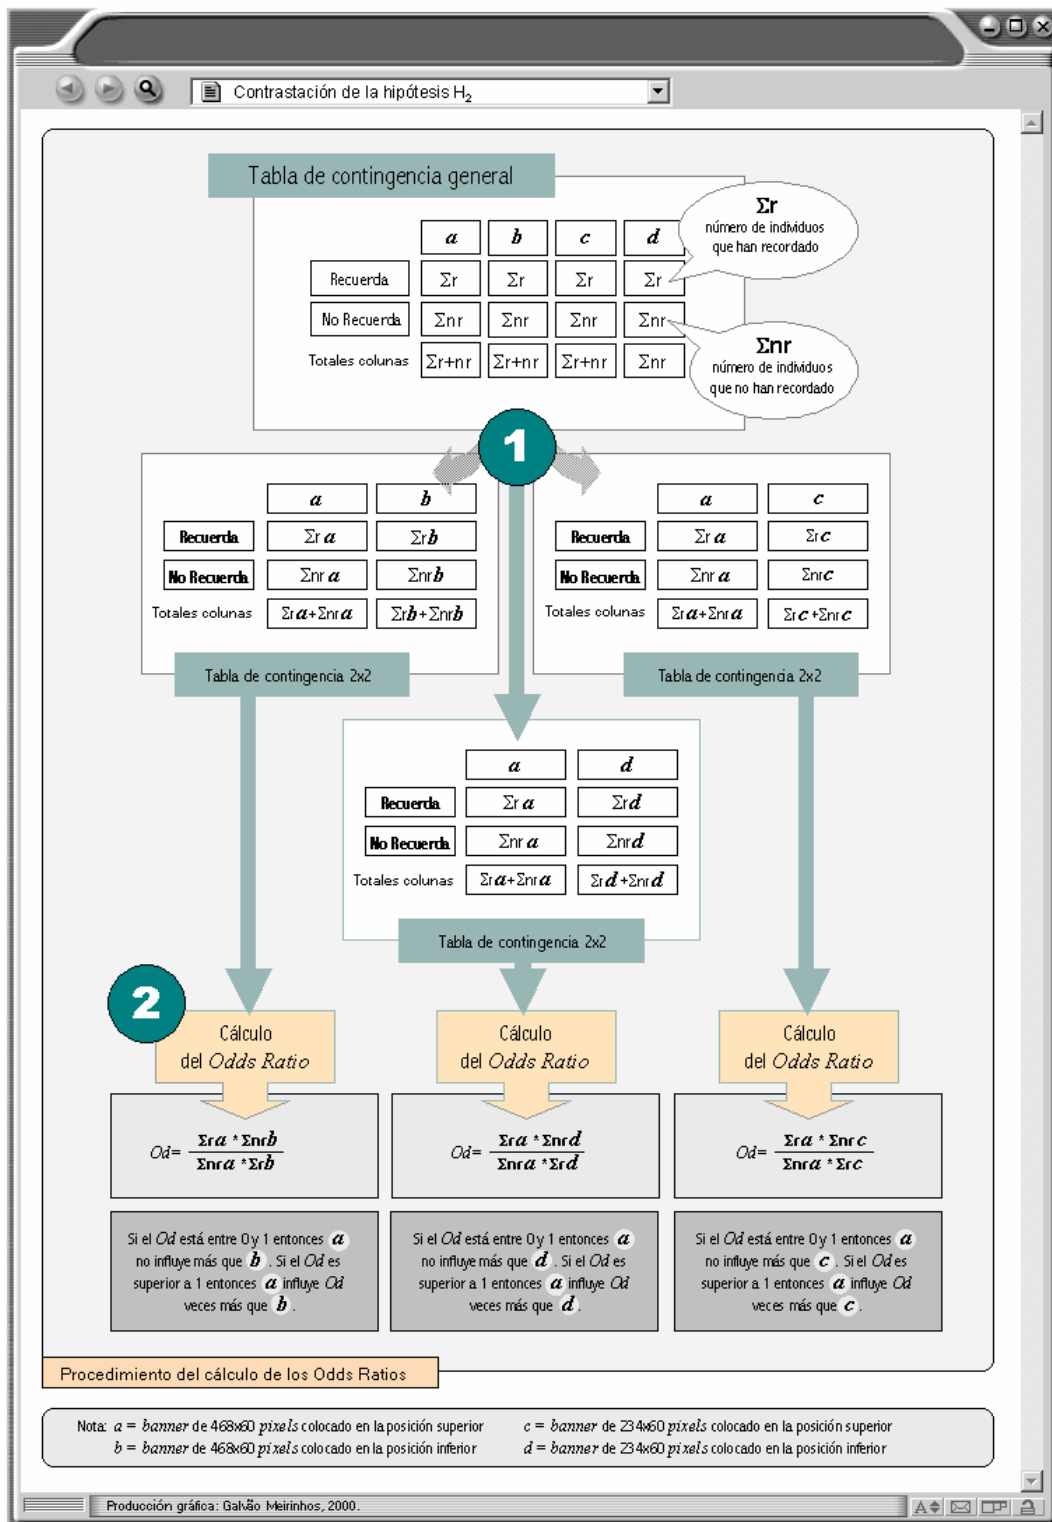 Contrastación de la hipótesis H₂
Tabla de contingencia general
a b c d
Recuerda Σr Σr Σr Σr
No Recuerda Σnr Σnr Σnr Σnr
Totales colunas Σr+nr Σr+nr Σr+nr Σnr
Σr
número de individuos
que han recordado
Σnr
número de individuos
que no han recordado
1
a b
Recuerda Σr a Σr b
No Recuerda Σnr a Σnr b
Totales colunas Σr a+Σnr a Σr b+Σnr b
Tabla de contingencia 2x2
a c
Recuerda Σr a Σr c
No Recuerda Σnr a Σnr c
Totales colunas Σr a+Σnr a Σr c+Σnr c
Tabla de contingencia 2x2
a d
Recuerda Σr a Σr d
No Recuerda Σnr a Σnr d
Totales colunas Σr a+Σnr a Σr d+Σnr d
Tabla de contingencia 2x2
2
Cálculo
del Odds Ratio
Od= Σr a * Σnr b
Σnr a * Σr b
Si el Od está entre 0 y 1 entonces a
no influye más que b . Si el Od es
superior a 1 entonces a influye Od
veces más que b .
Cálculo
del Odds Ratio
Od= Σr a * Σnr d
Σnr a * Σr d
Si el Od está entre 0 y 1 entonces a
no influye más que d . Si el Od es
superior a 1 entonces a influye Od
veces más que d .
Cálculo
del Odds Ratio
Od= Σr a * Σnr c
Σnr a * Σr c
Si el Od está entre 0 y 1 entonces a
no influye más que c . Si el Od es
superior a 1 entonces a influye Od
veces más que c .
Procedimiento del cálculo de los Odds Ratios
Nota: a = banner de 468x60 pixels colocado en la posición superior
b = banner de 468x60 pixels colocado en la posición inferior
c = banner de 234x60 pixels colocado en la posición superior
d = banner de 234x60 pixels colocado en la posición inferior
Producción gráfica: Galvão Meirinhos, 2000.
A